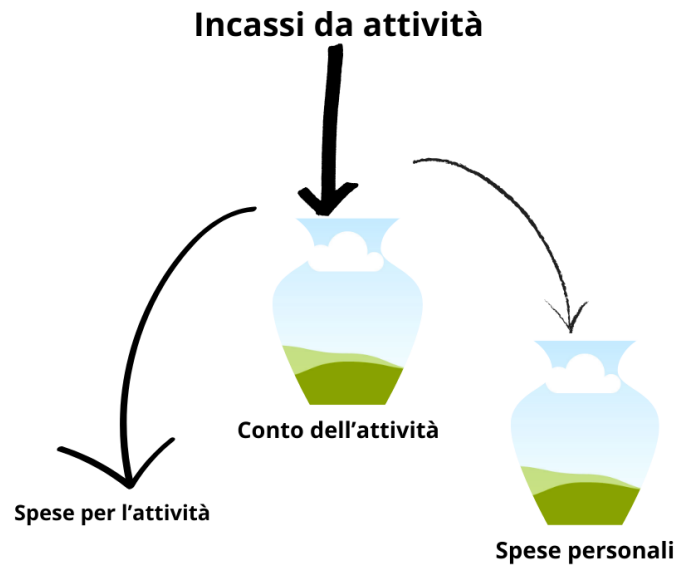 Incassi da attività
Conto dell’attività
Spese per l’attività
Spese personali